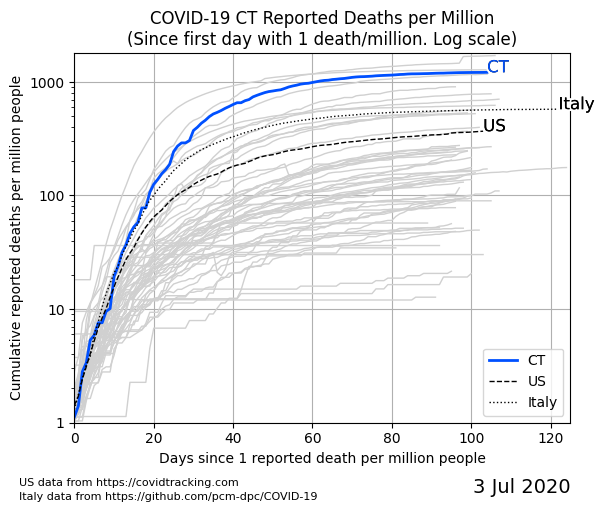 COVID-19 CT Reported Deaths per Million
(Since first day with 1 death/million. Log scale)
Cumulative reported deaths per million people
1000
100
10
1
CT
Italy
US
CT
US
Italy
0 20 40 60 80 100 120
Days since 1 reported death per million people
US data from https://covidtracking.com
Italy data from https://github.com/pcm-dpc/COVID-19
3 Jul 2020